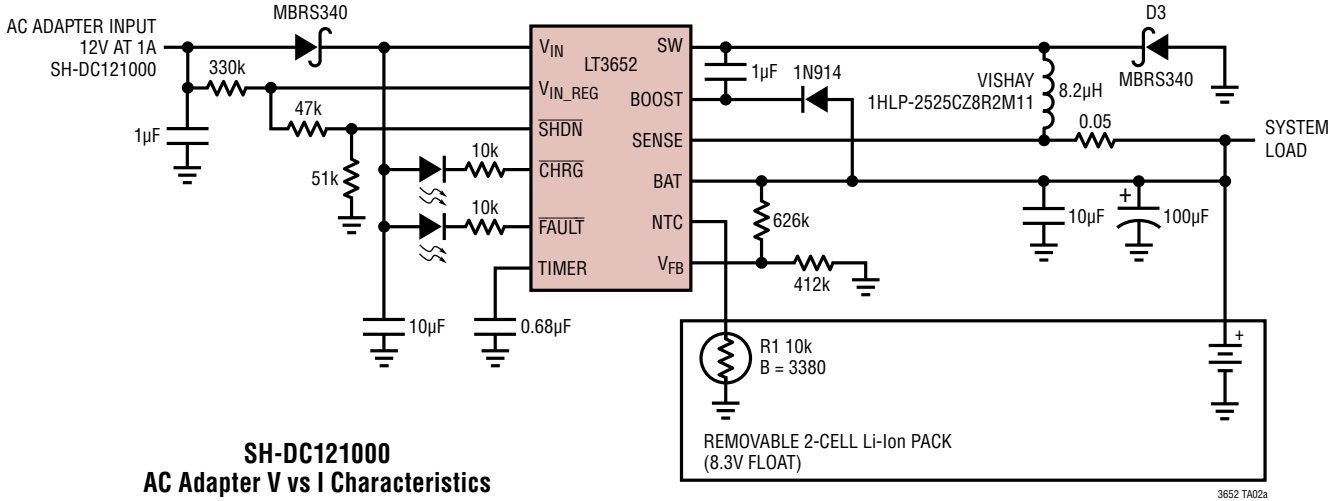 AC ADAPTER INPUT
12V AT 1A
SH-DC121000
MBRS340
330k
47k
1µF
51k
10k
10k
10µF
0.68µF
LT3652
VIN
VIN_REG
SHDN
CHRG
FAULT
TIMER
SW
BOOST
SENSE
BAT
NTC
VFB
1µF
1N914
VISHAY
1HLP-2525CZ8R2M11
8.2µH
D3
MBRS340
0.05
SYSTEM
LOAD
626k
412k
10µF
+
100µF
R1 10k
B = 3380
+
REMOVABLE 2-CELL Li-Ion PACK
(8.3V FLOAT)
3652 TA02a
SH-DC121000
AC Adapter V vs I Characteristics